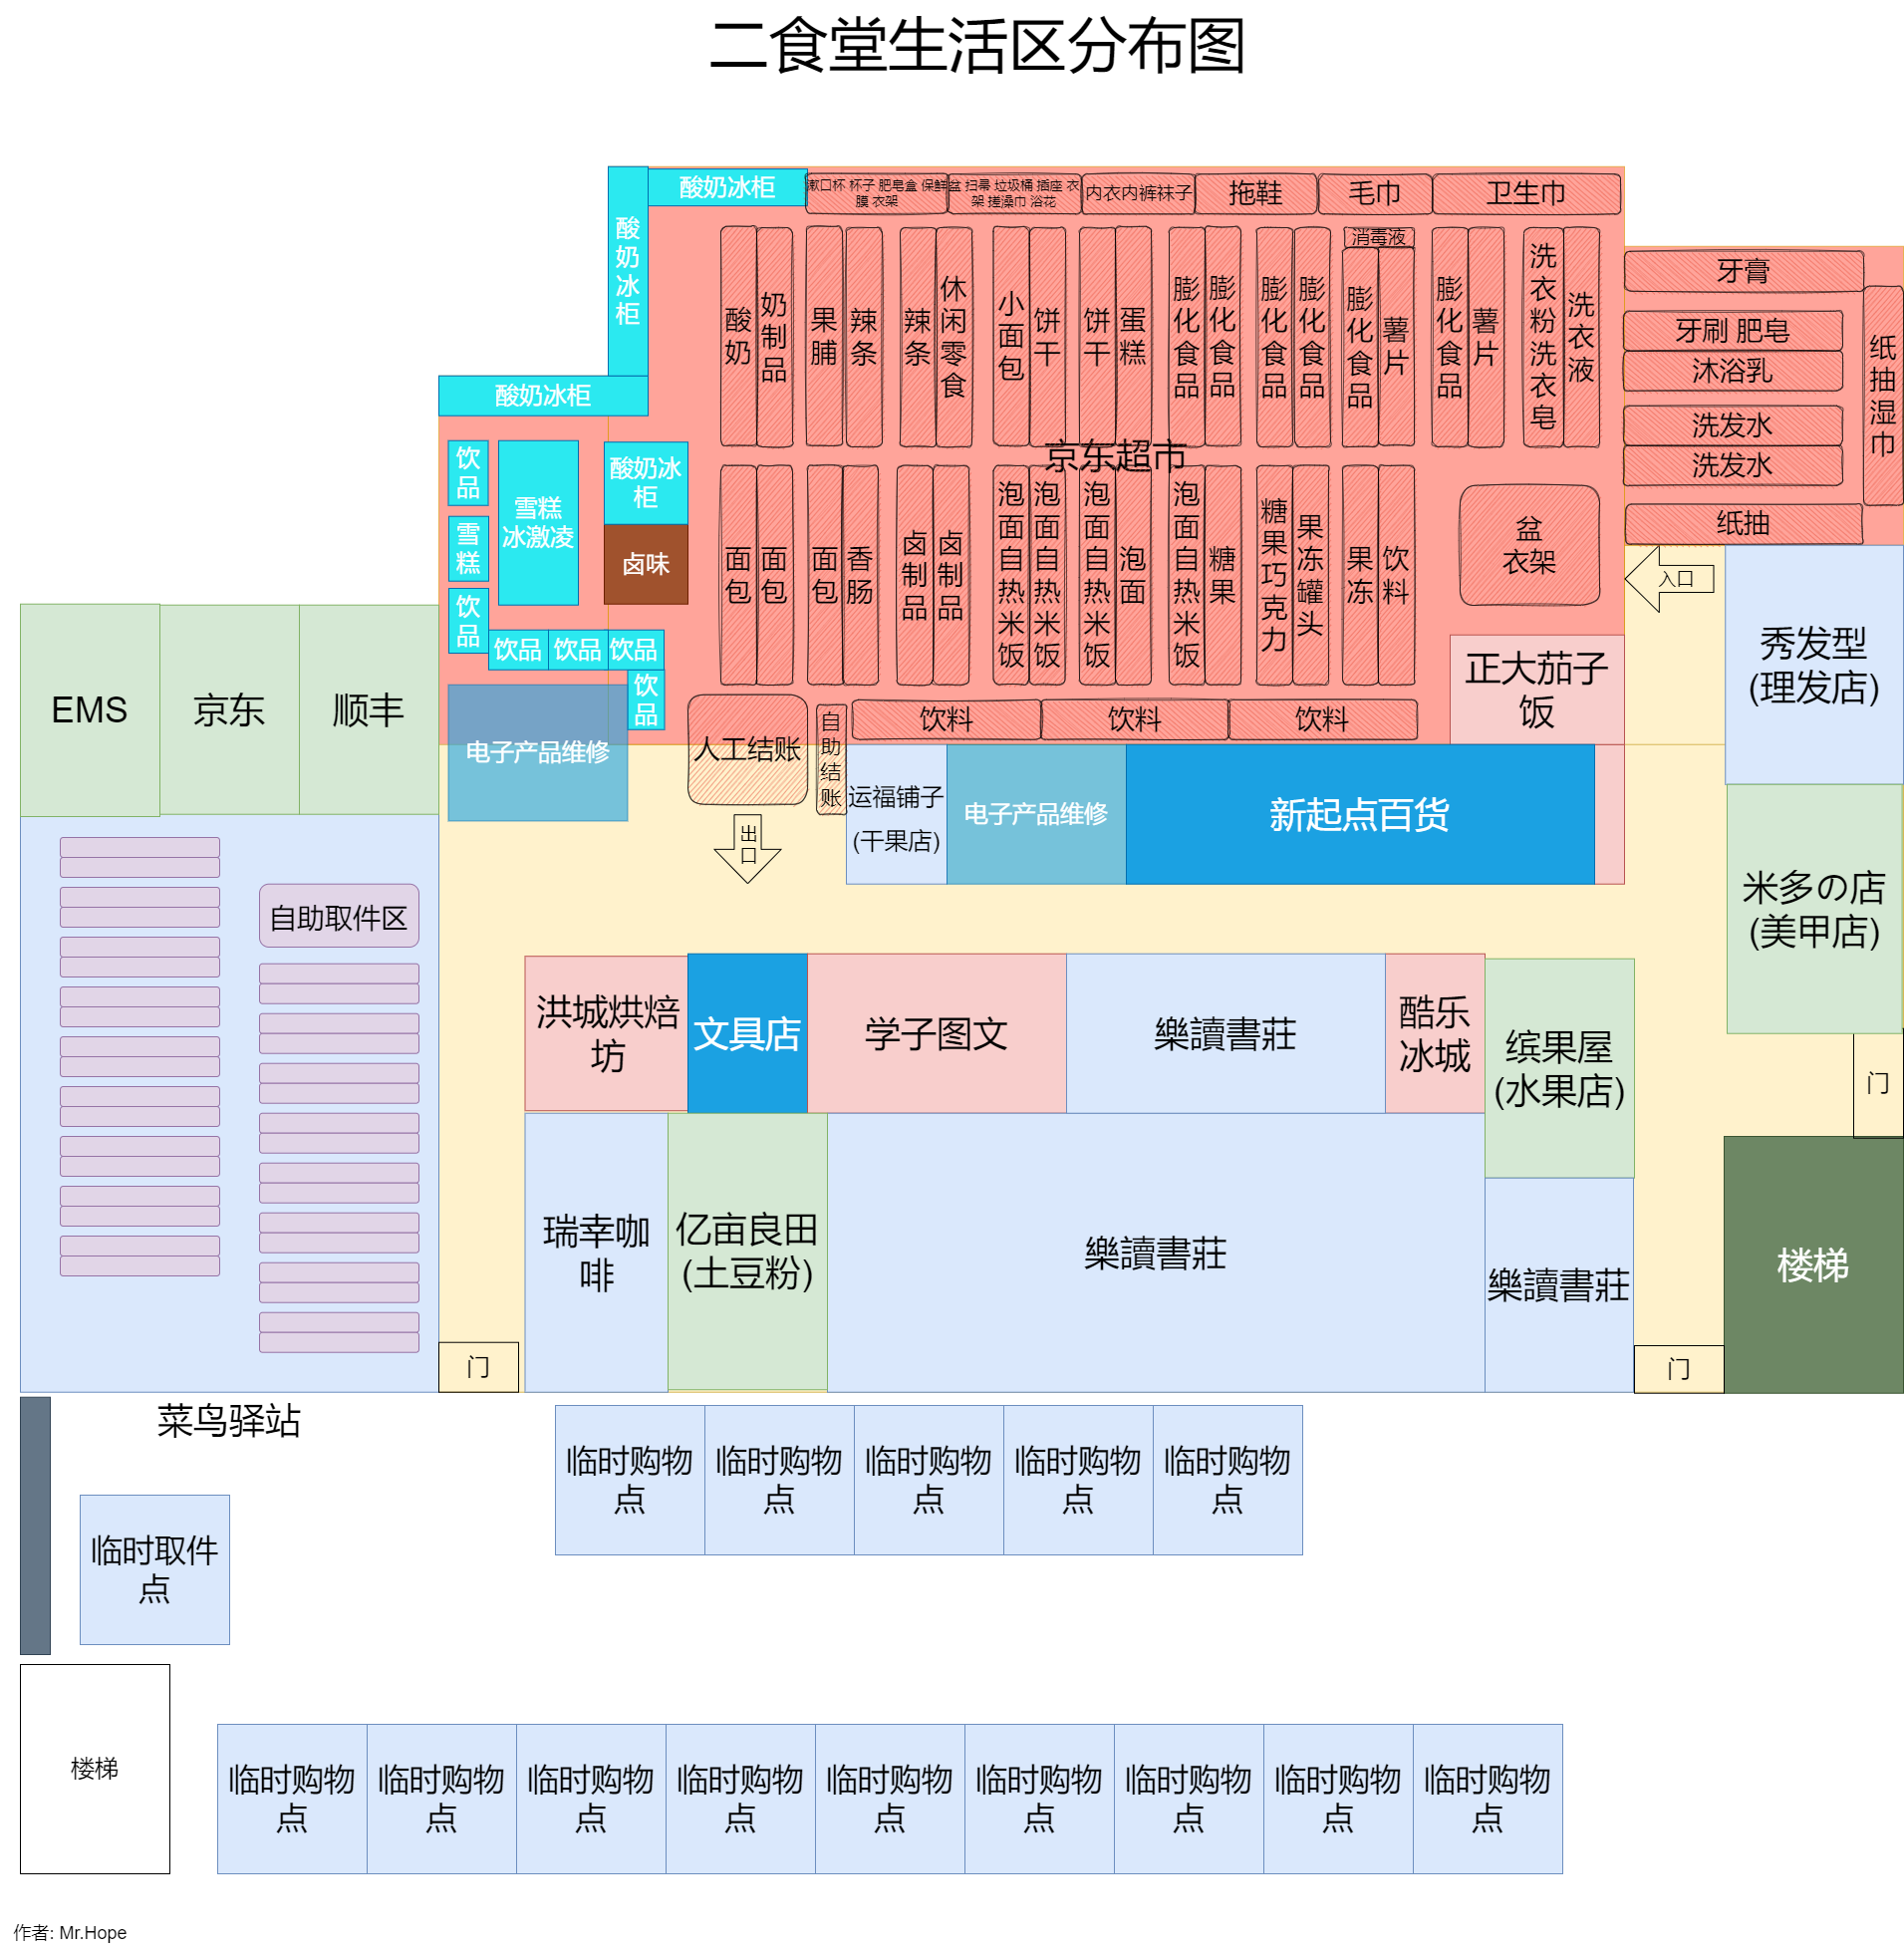 二食堂生活区分布图
酸奶冰柜
酸
奶
冰
柜
酸奶冰柜
漱口杯 杯子 肥皂盒 保鲜
膜 衣架
盆 扫帚 垃圾桶 插座 衣
架 搓澡巾 浴花
内衣内裤袜子
拖鞋
毛巾
卫生巾
酸
奶
奶
制
品
果
脯
辣
条
辣
条
休
闲
零
食
小
面
包
饼
干
饼
干
蛋
糕
膨
化
食
品
膨
化
食
品
膨
化
食
品
膨
化
食
品
消毒液
膨
化
食
品
薯
片
膨
化
食
品
薯
片
洗
衣
粉
洗
衣
皂
洗
衣
液
牙膏
牙刷 肥皂
沐浴乳
洗发水
洗发水
纸抽
纸
抽
湿
巾
京东超市
饮
品
雪
糕
饮
品
雪糕
冰激凌
酸奶冰
柜
卤味
饮品
饮品
饮品
饮
品
面
包
面
包
面
包
香
肠
卤
制
品
卤
制
品
泡
面
自
热
米
饭
泡
面
自
热
米
饭
泡
面
自
热
米
饭
泡
面
泡
面
自
热
米
饭
糖
果
糖
果
巧
克
力
果
冻
罐
头
果
冻
饮
料
盆
衣架
入口
正大茄子
饭
秀发型
(理发店)
EMS
京东
顺丰
电子产品维修
人工结账
自
助
结
账
饮料
饮料
饮料
出
口
运福铺子
(干果店)
电子产品维修
新起点百货
米多の店
(美甲店)
自助取件区
洪城烘焙
坊
文具店
学子图文
樂讀書莊
酷乐
冰城
缤果屋
(水果店)
门
瑞幸咖
啡
亿亩良田
(土豆粉)
樂讀書莊
樂讀書莊
楼梯
门
门
菜鸟驿站
临时购物
点
临时购物
点
临时购物
点
临时购物
点
临时购物
点
临时取件
点
楼梯
临时购物
点
临时购物
点
临时购物
点
临时购物
点
临时购物
点
临时购物
点
临时购物
点
临时购物
点
临时购物
点
作者: Mr.Hope